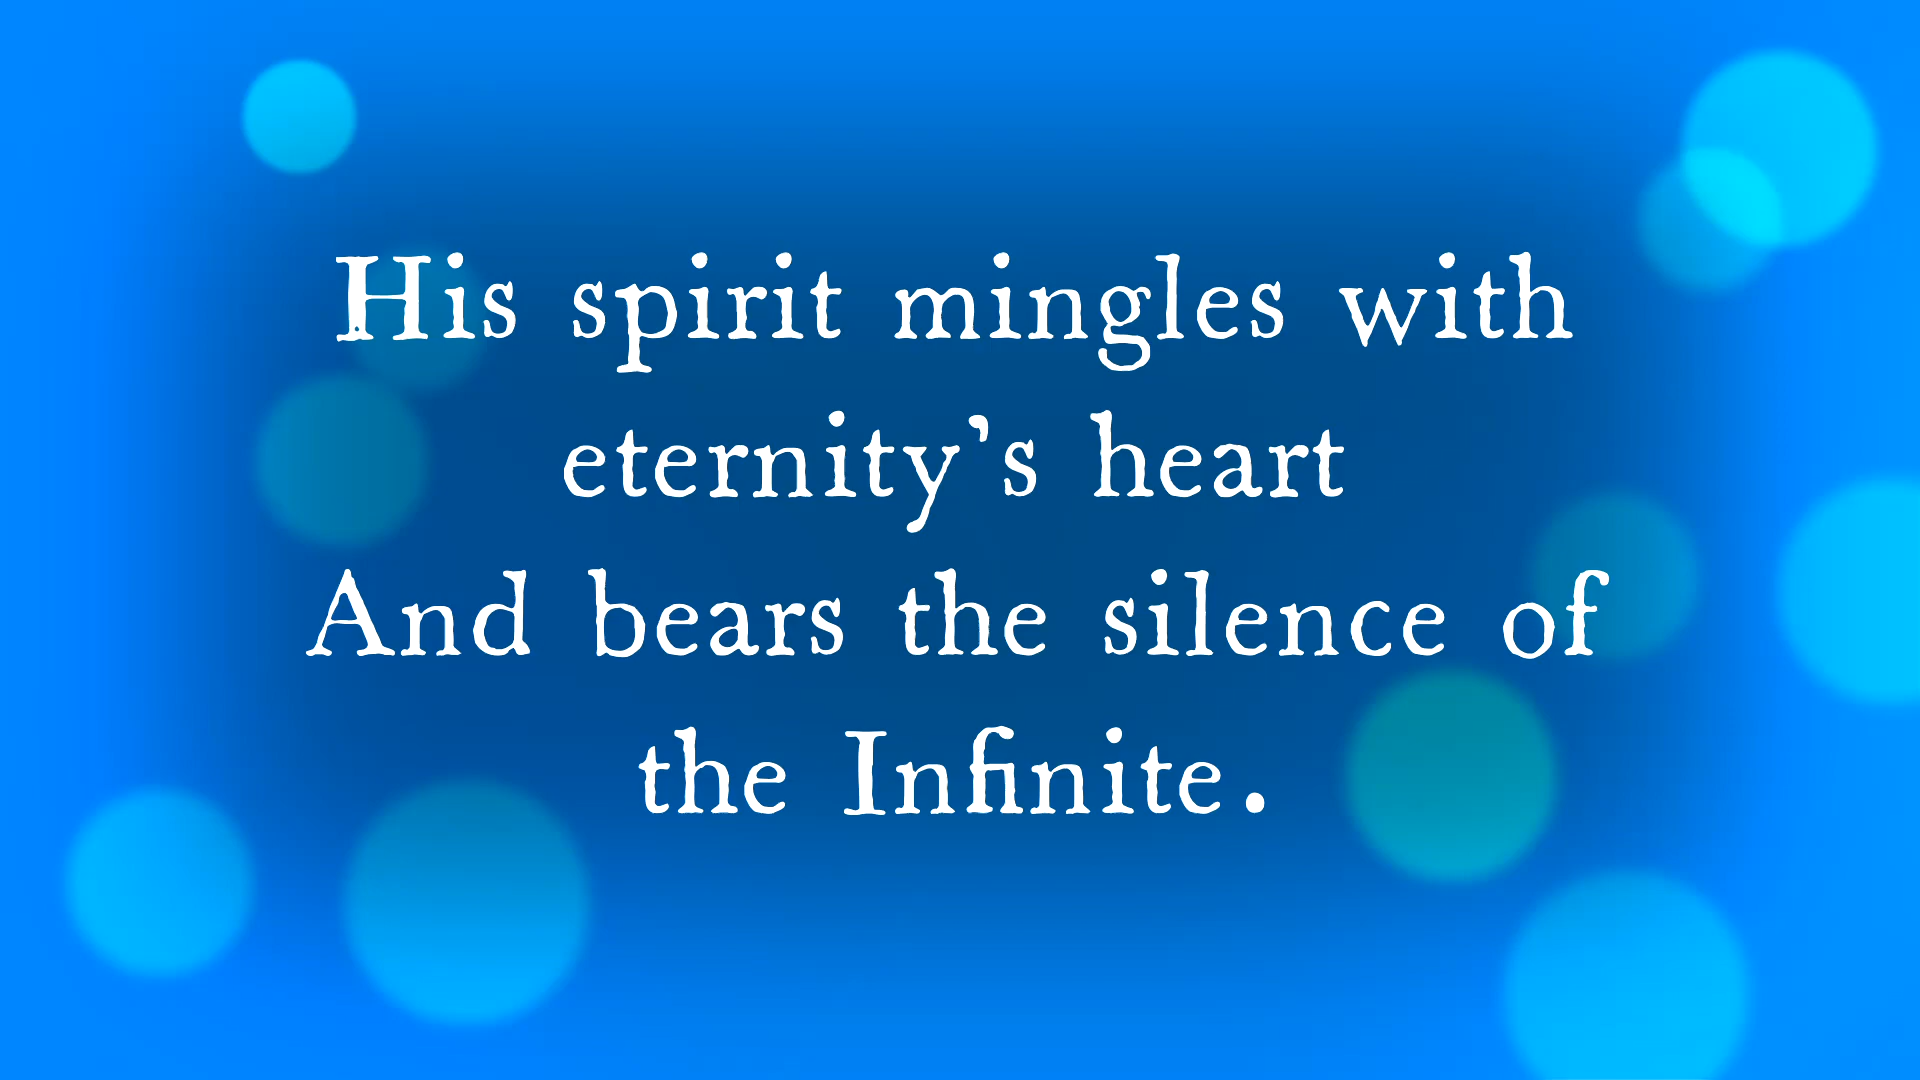 His spirit mingles with
eternity’s heart
And bears the silence of
the Infinite.